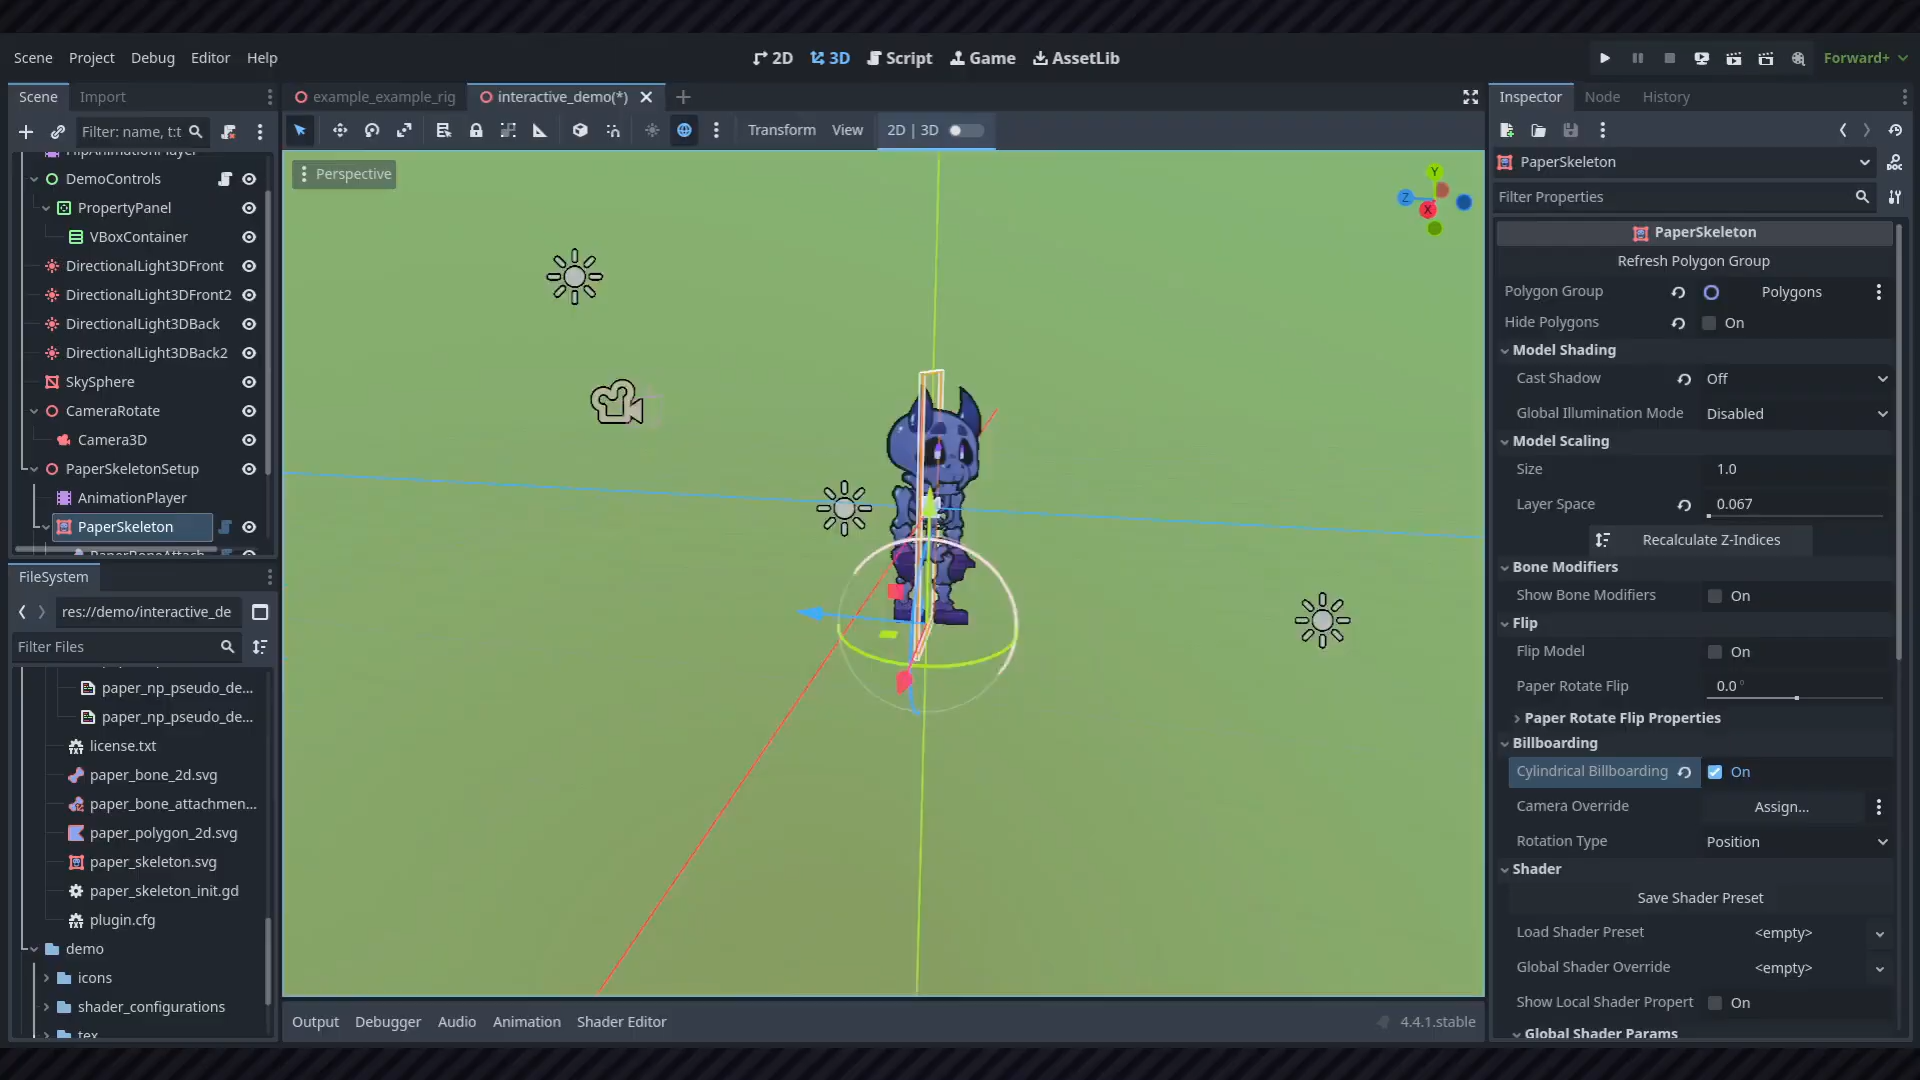 Scene Project Debug Editor Help
2D 3D Script Game AssetLib
Forward+
Scene Import
Filter: name, t:t
DemoControls
PropertyPanel
VBoxContainer
DirectionalLight3DFront
DirectionalLight3DFront2
DirectionalLight3DBack
DirectionalLight3DBack2
SkySphere
CameraRotate
Camera3D
PaperSkeletonSetup
AnimationPlayer
PaperSkeleton
FileSystem
res://demo/interactive_de
Filter Files
paper_np_pseudo_de...
paper_np_pseudo_de...
license.txt
paper_bone_2d.svg
paper_bone_attachmen...
paper_polygon_2d.svg
paper_skeleton.svg
paper_skeleton_init.gd
plugin.cfg
demo
icons
shader_configurations
tex
example_example_rig interactive_demo(*)
Transform View 2D | 3D
Perspective
Y
Z
X
Output Debugger Audio Animation Shader Editor 4.4.1.stable
Inspector Node History
PaperSkeleton
Filter Properties
PaperSkeleton
Refresh Polygon Group
Polygon Group Polygons
Hide Polygons On
Model Shading
Cast Shadow Off
Global Illumination Mode Disabled
Model Scaling
Size 1.0
Layer Space 0.067
Recalculate Z-Indices
Bone Modifiers
Show Bone Modifiers On
Flip
Flip Model On
Paper Rotate Flip 0.0 °
Paper Rotate Flip Properties
Billboarding
Cylindrical Billboarding On
Camera Override Assign...
Rotation Type Position
Shader
Save Shader Preset
Load Shader Preset <empty>
Global Shader Override <empty>
Show Local Shader Propert On
Global Shader Params